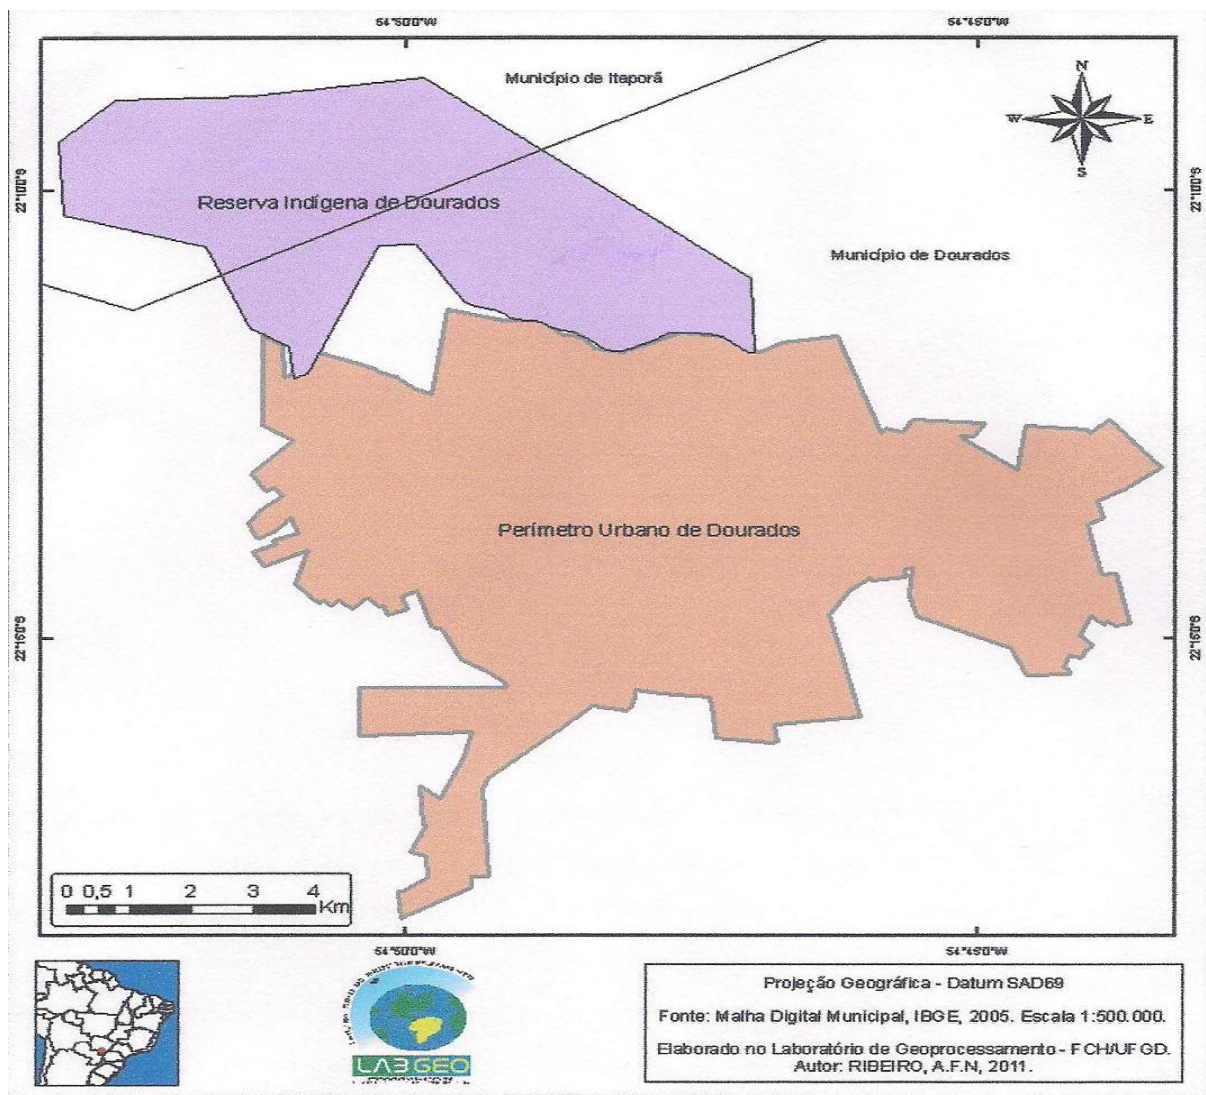 54°50'0"W
54°45'0"W
Município de Itaporã
N
W
E
S
22°10'0"S
22°10'0"S
Reserva Indígena de Dourados
Município de Dourados
Perímetro Urbano de Dourados
22°15'0"S
22°15'0"S
0 0,5 1 2 3 4
Km
54°50'0"W
54°45'0"W
LABGEO
Projeção Geográfica - Datum SAD69
Fonte: Malha Digital Municipal, IBGE, 2005. Escala 1:500.000.
Elaborado no Laboratório de Geoprocessamento - FCH/UFGD.
Autor: RIBEIRO, A.F.N, 2011.